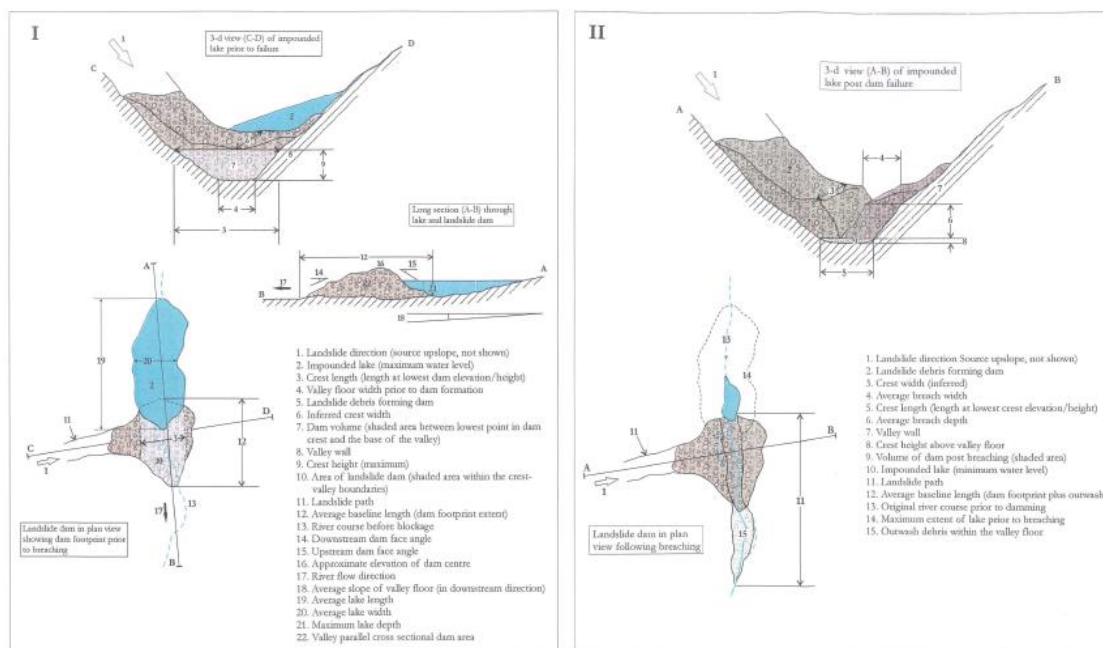 I
3-d view (C-D) of impounded
lake prior to failure
1
C
D
2
6
7
8
9
4
3
Long section (A-B) through
lake and landslide dam
12
14
16
15
17
21
A
B
18
A
19
20
2
11
D
C
3
12
1
13
17
B
Landslide dam in plan view
showing dam footprint prior
to breaching
1. Landslide direction (source upslope, not shown)
2. Impounded lake (maximum water level)
3. Crest length (length at lowest dam elevation/height)
4. Valley floor width prior to dam formation
5. Landslide debris forming dam
6. Inferred crest width
7. Dam volume (shaded area between lowest point in dam
crest and the base of the valley)
8. Valley wall
9. Crest height (maximum)
10. Area of landslide dam (shaded area within the crest-
valley boundaries)
11. Landslide path
12. Average baseline length (dam footprint extent)
13. River course before blockage
14. Downstream dam face angle
15. Upstream dam face angle
16. Approximate elevation of dam centre
17. River flow direction
18. Average slope of valley floor (in downstream direction)
19. Average lake length
20. Average lake width
21. Maximum lake depth
22. Valley parallel cross sectional dam area
II
3-d view (A-B) of impounded
lake post dam failure
1
A
B
4
2
3
7
6
8
5
13
14
11
B
A
1
11
15
Landslide dam in plan
view following breaching
1. Landslide direction Source upslope, not shown)
2. Landslide debris forming dam
3. Crest width (inferred)
4. Average breach width
5. Crest length (length at lowest crest elevation/height)
6. Average breach depth
7. Valley wall
8. Crest height above valley floor
9. Volume of dam post breaching (shaded area)
10. Impounded lake (minimum water level)
11. Landslide path
12. Average baseline length (dam footprint plus outwash)
13. Original river course prior to damming
14. Maximum extent of lake prior to breaching
15. Outwash debris within the valley floor